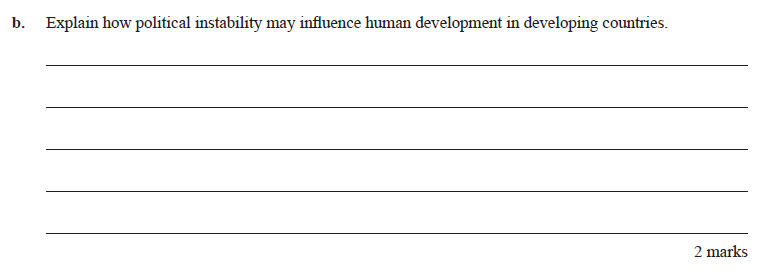 b. Explain how political instability may influence human development in developing countries.
2 marks